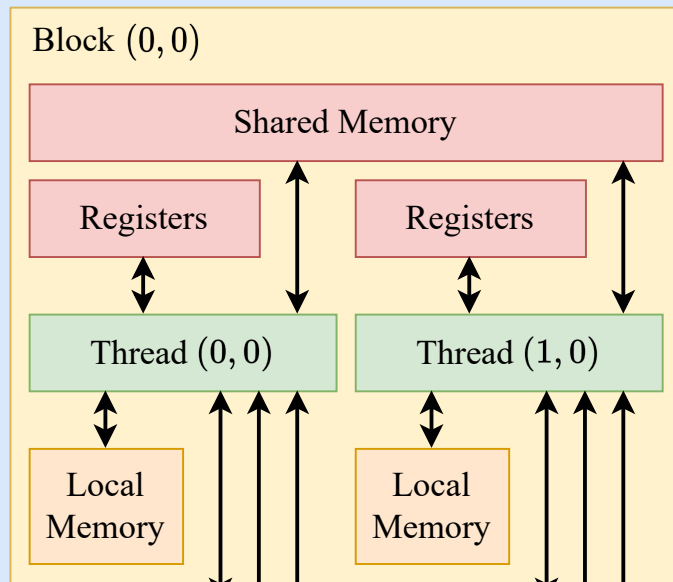 Block (0, 0)
Shared Memory
Registers
Registers
Thread (0, 0)
Thread (1, 0)
Local
Memory
Local
Memory